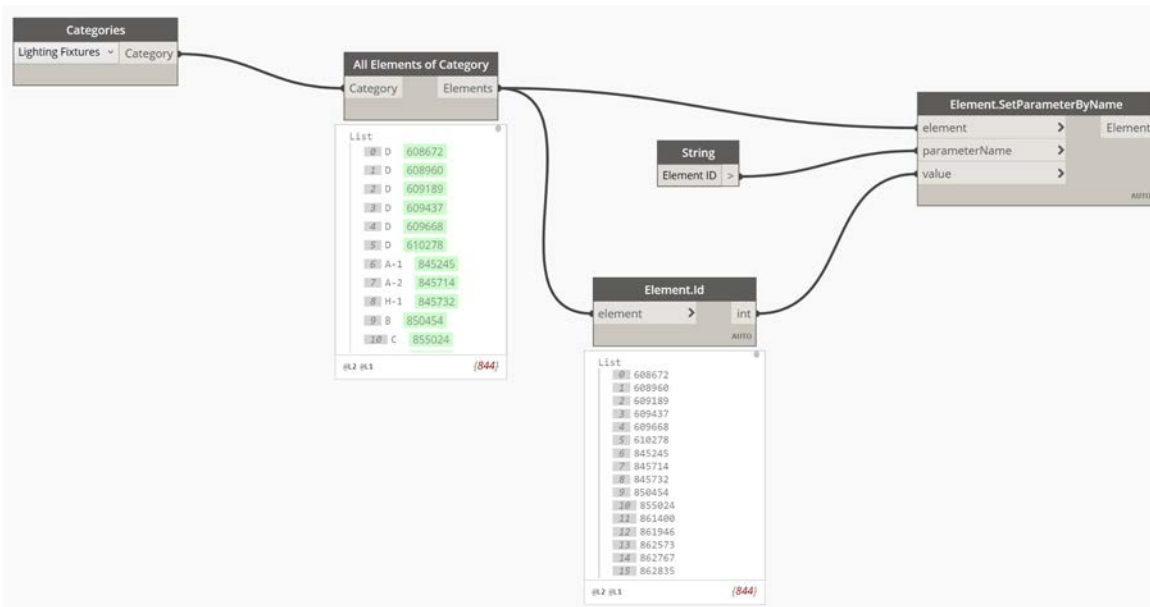 Categories
Lighting Fixtures Category
All Elements of Category
Category Elements
List
0 D 608672
1 D 608960
2 D 609189
3 D 609437
4 D 609668
5 D 610278
6 A-1 845245
7 A-2 845714
8 H-1 845732
9 B 850454
10 C 855024
@L2 @L1 {844}
String
Element ID >
Element.Id
element > int
AUTO
List
0 608672
1 608960
2 609189
3 609437
4 609668
5 610278
6 845245
7 845714
8 845732
9 850454
10 855024
11 861400
12 861946
13 862573
14 862767
15 862835
@L2 @L1 {844}
Element.SetParameterByName
element > Element
parameterName >
value >
AUTO